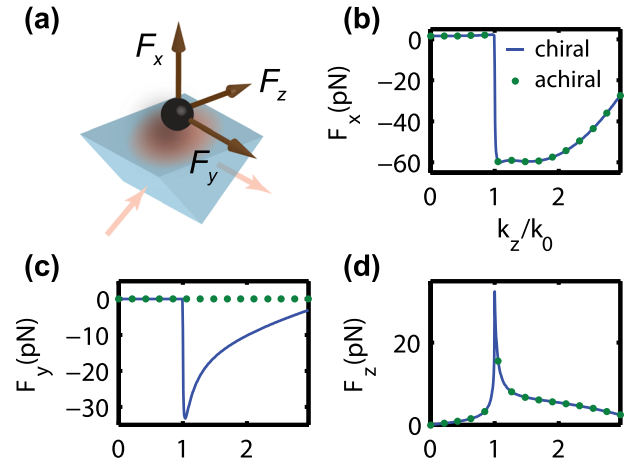 (a)
F_x
F_z
F_y
(b)
F_x(pN)
0
−20
−40
−60
chiral
achiral
0
1
2
k_z/k_0
(c)
F_y(pN)
0
−10
−20
−30
0
1
2
(d)
F_z(pN)
20
0
0
1
2